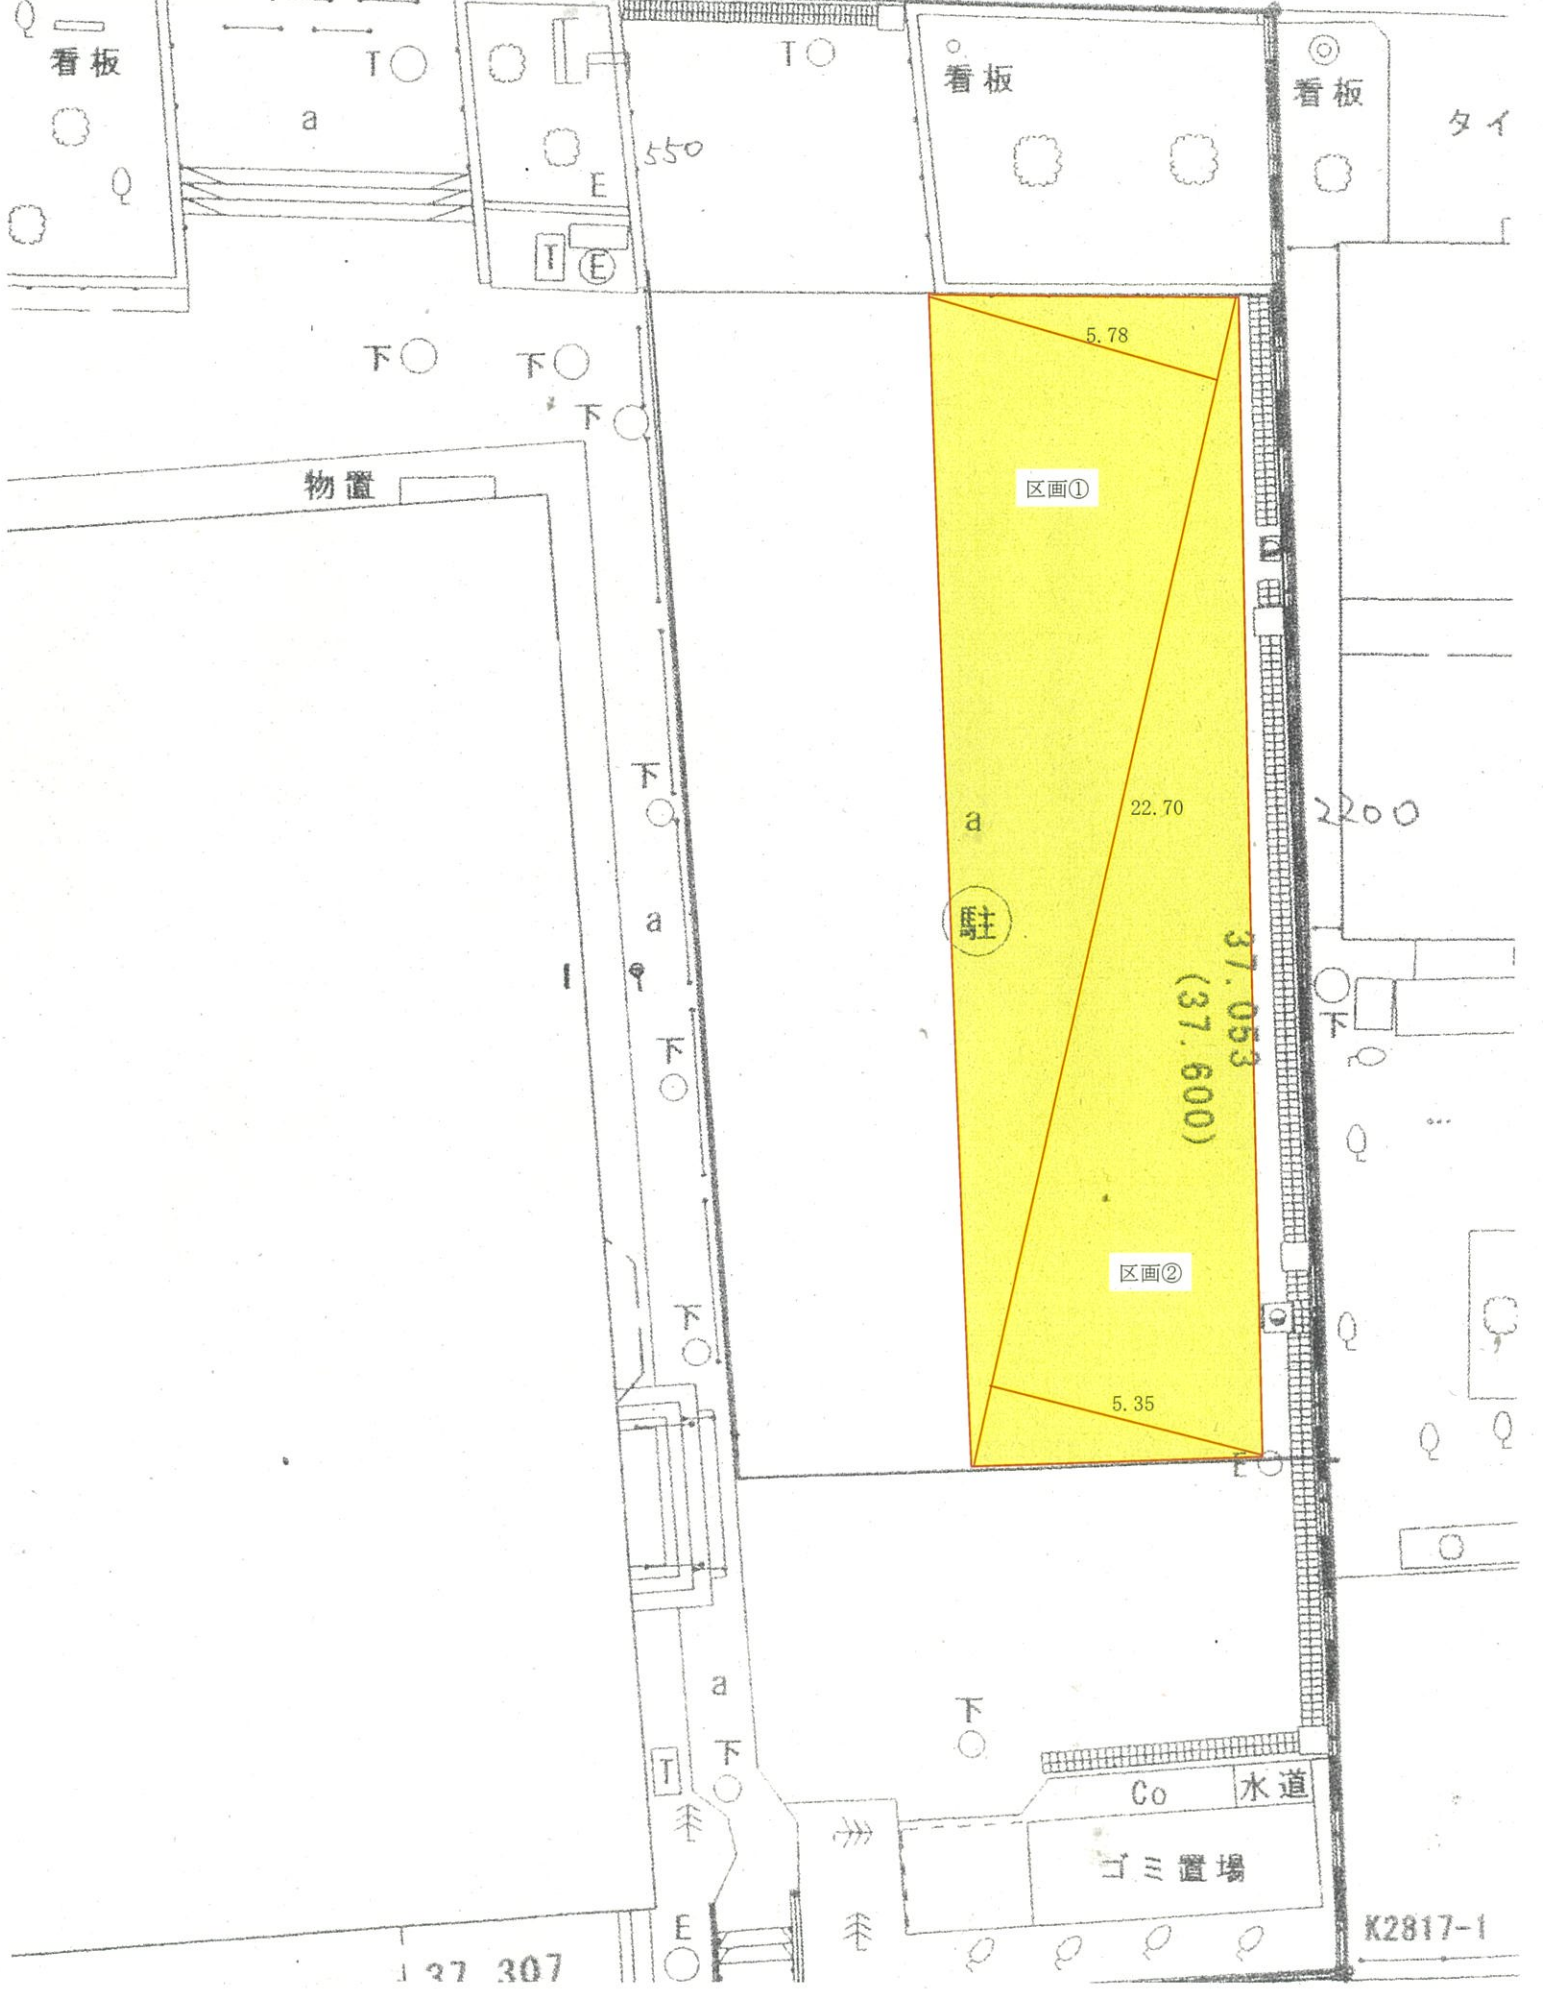 看板
T
a
550
E
T
E
T
看板
看板
タイ
下
下
下
物置
5.78
区画①
22.70
2200
a
駐
下
a
37.053
(37.600)
下
下
区画②
下
5.35
E
a
下
下
T
Co
水道
ゴミ置場
E
K2817-1
37.307